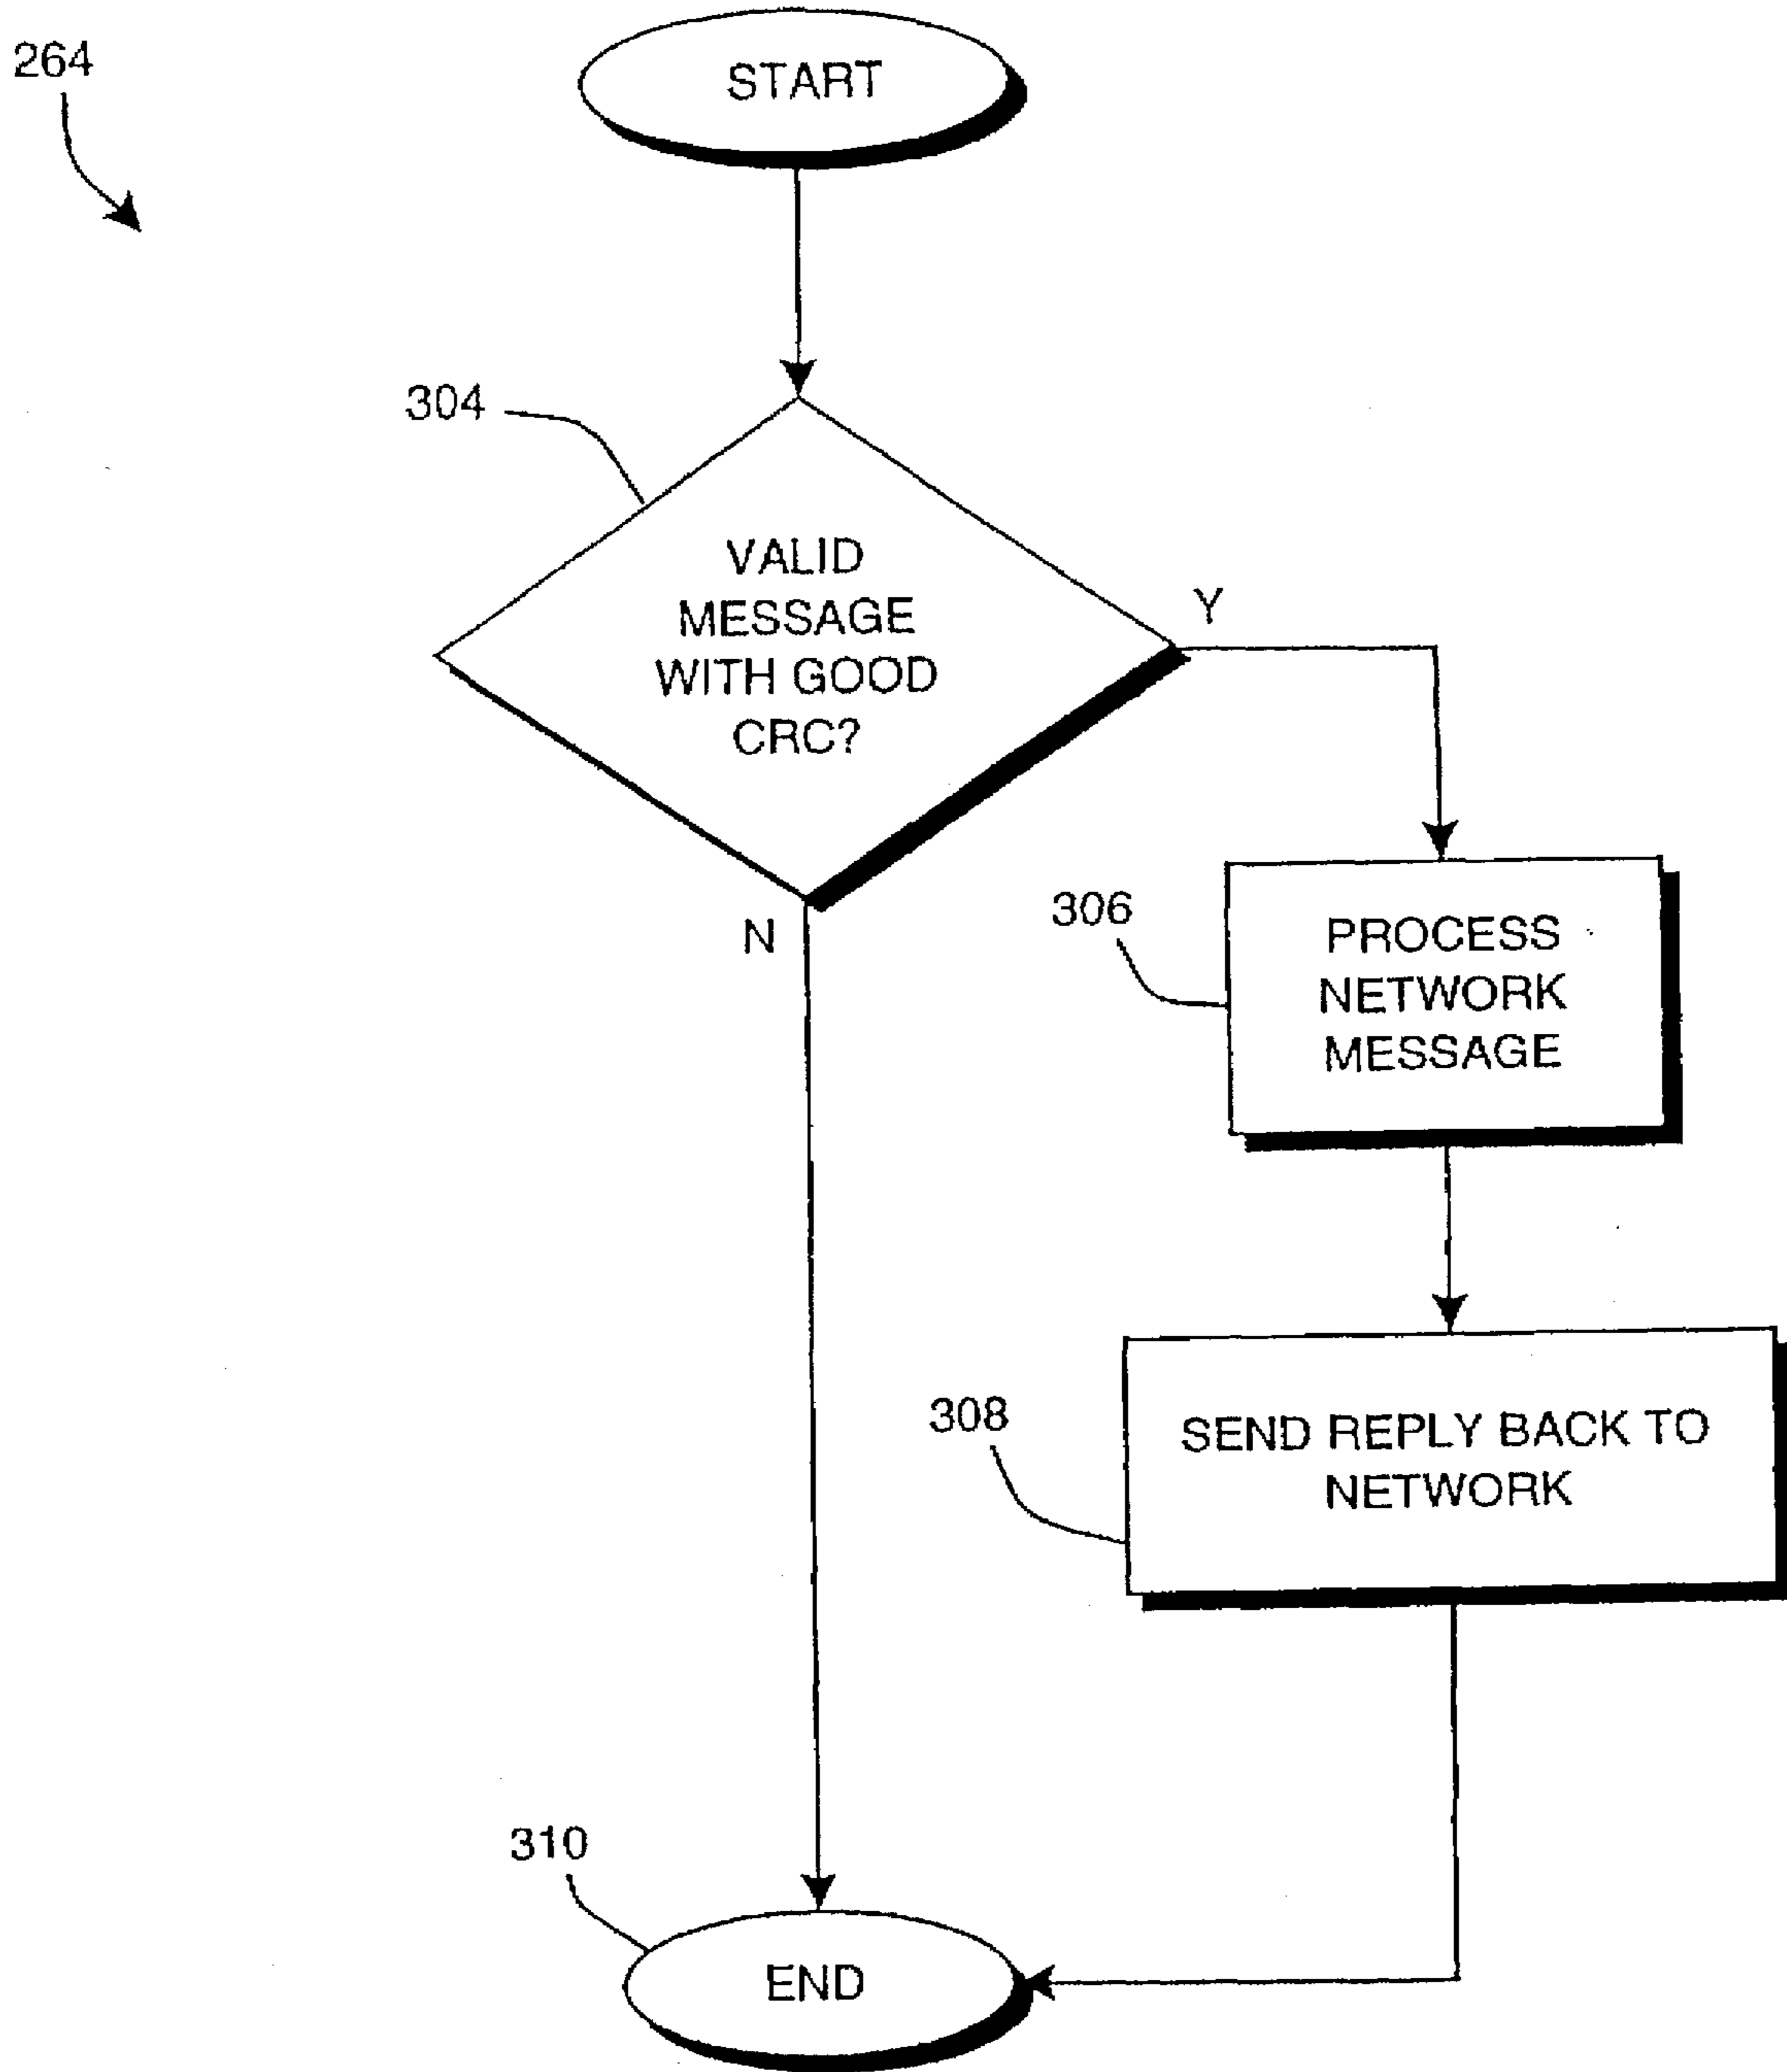 264
START
304
VALID
MESSAGE
WITH GOOD
CRC?
Y
N
306
PROCESS
NETWORK
MESSAGE
308
SEND REPLY BACK TO
NETWORK
310
END